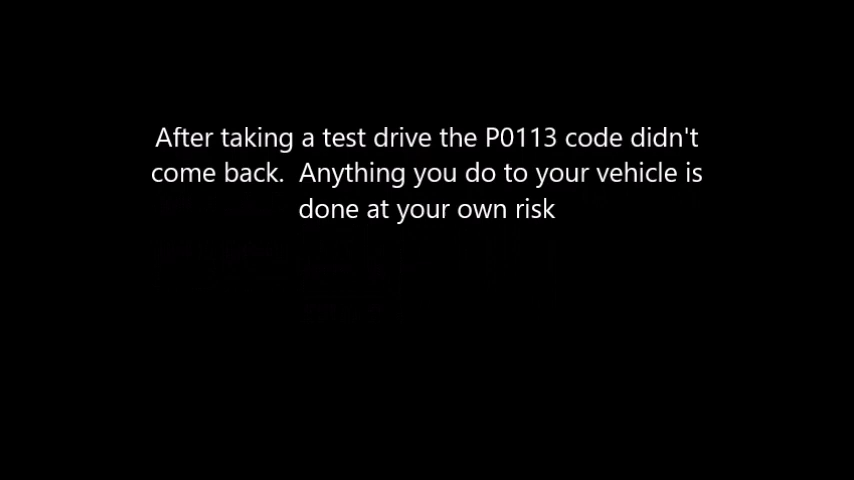 After taking a test drive the P0113 code didn't
come back.  Anything you do to your vehicle is
done at your own risk